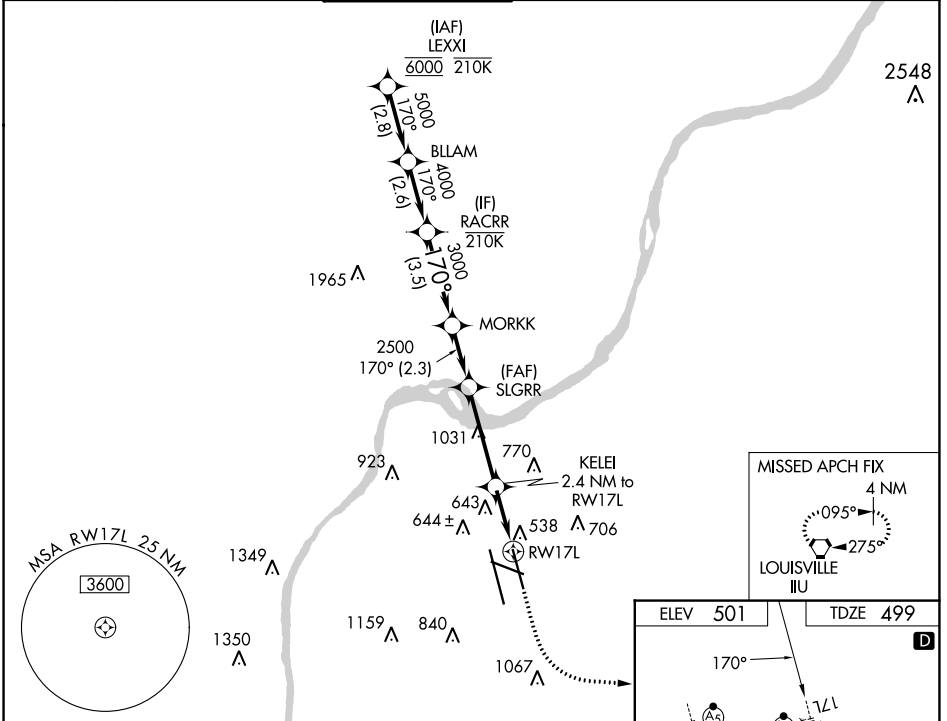 (IAF)
LEXXI
6000 210K
2548
5000
170°
(2.8)
BLLAM
4000
170°
(2.6)
(IF)
RACRR
210K
3000
170°
(3.5)
1965
MORKK
2500
170° (2.3)
(FAF)
SLGRR
1031
770
923
KELEI
2.4 NM to
RW17L
643
644 ±
538
706
RW17L
MISSED APCH FIX
4 NM
095°
275°
LOUISVILLE
IIU
MSA RW17L 25 NM
3600
1349
1350
1159
840
1067
ELEV 501
TDZE 499
D
170°
17L
A5